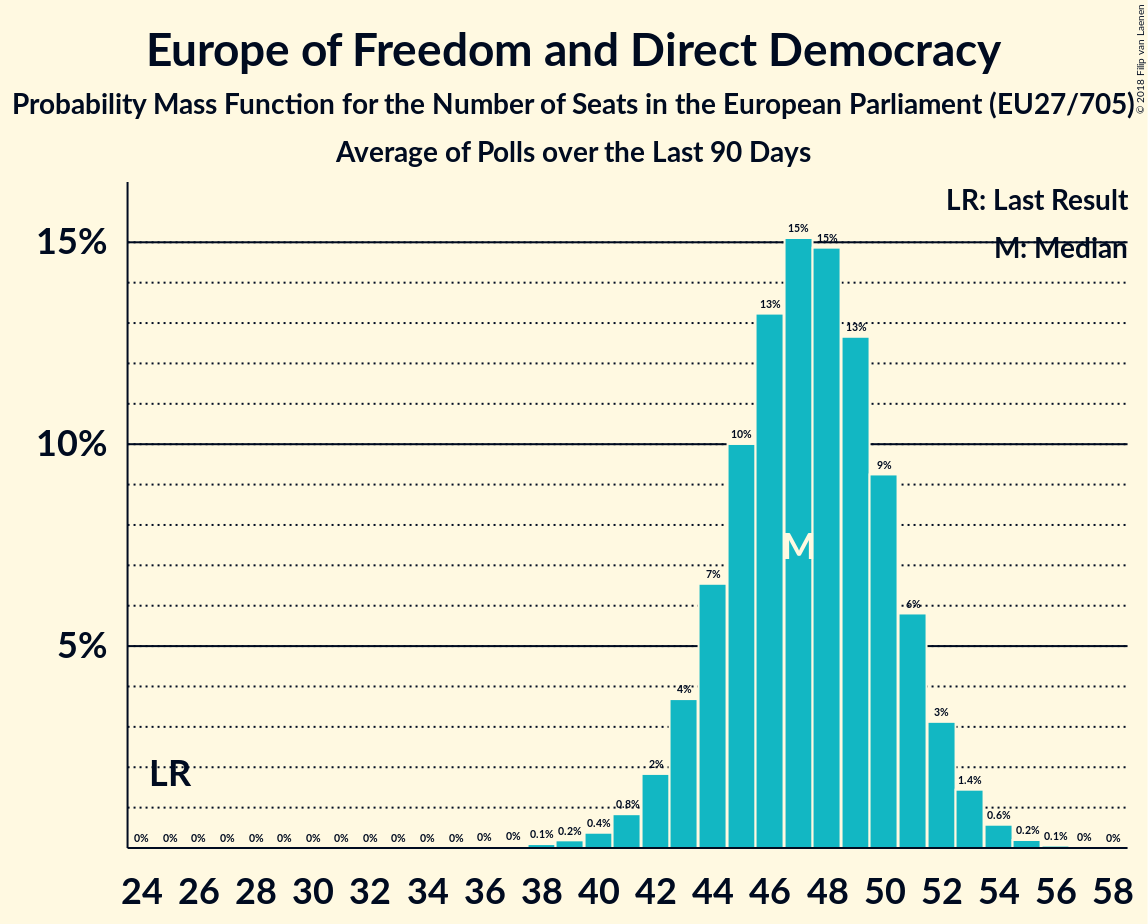 Europe of Freedom and Direct Democracy
Probability Mass Function for the Number of Seats in the European Parliament (EU27/705)
Average of Polls over the Last 90 Days
© 2018 Filip van Laenen
LR: Last Result
M: Median
15%
10%
5%
15%
15%
13%
13%
10%
9%
M
7%
6%
4%
3%
LR
2%
1.4%
0.8%
0.6%
0% 0% 0% 0% 0% 0% 0% 0% 0% 0% 0% 0% 0% 0% 0.1% 0.2% 0.4% 0.2% 0.1% 0% 0%
24 26 28 30 32 34 36 38 40 42 44 46 48 50 52 54 56 58